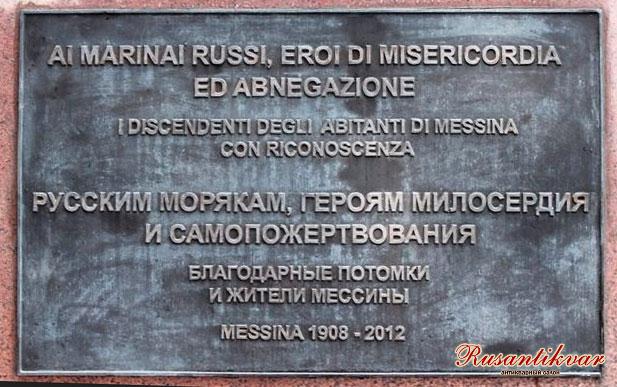 AI MARINAI RUSSI, EROI DI MISERICORDIA
ED ABNEGAZIONE
I DISCENDENTI DEGLI ABITANTI DI MESSINA
CON RICONOSCENZA
РУССКИМ МОРЯКАМ, ГЕРОЯМ МИЛОСЕРДИЯ
И САМОПОЖЕРТВОВАНИЯ
БЛАГОДАРНЫЕ ПОТОМКИ
И ЖИТЕЛИ МЕССИНЫ
MESSINA 1908 - 2012
Rusantikvar
антикварный салон